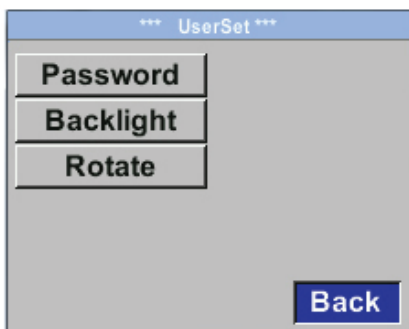 *** UserSet ***
Password
Backlight
Rotate
Back